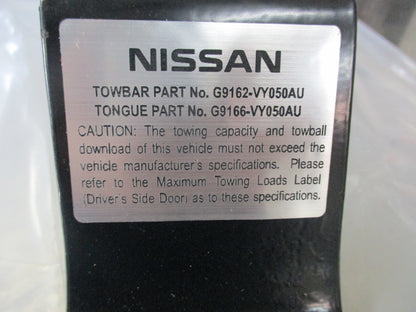 NISSAN
TOWBAR PART No. G9162-VY050AU
TONGUE PART No. G9166-VY050AU
CAUTION: The towing capacity and towball
download of this vehicle must not exceed the
vehicle manufacturer's specifications. Please
refer to the Maximum Towing Loads Label
(Driver's Side Door) as to these specifications.